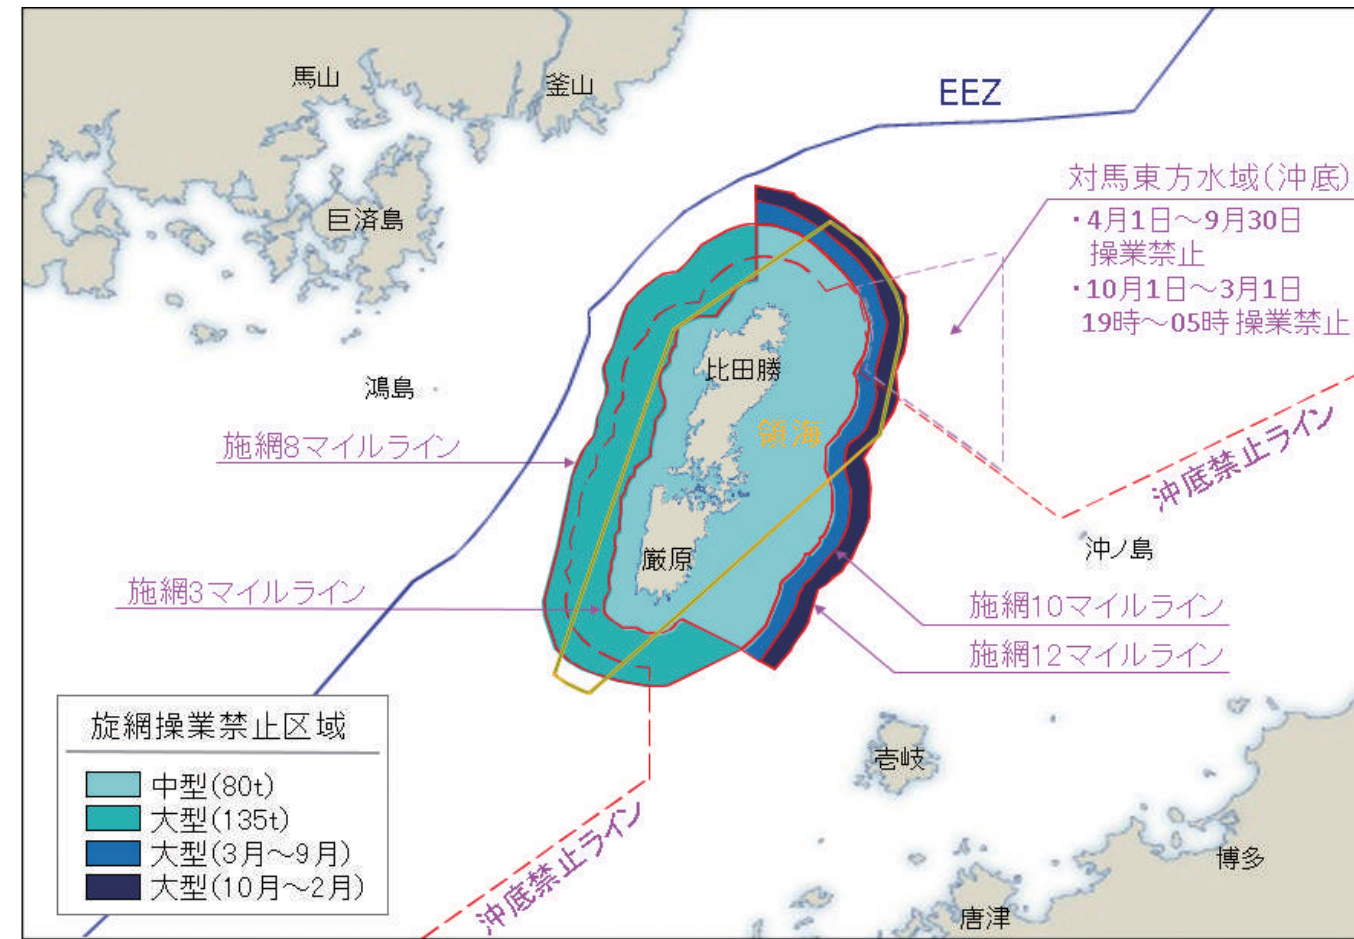 馬山
釜山
EEZ
対馬東方水域(沖底)
・4月1日～9月30日
操業禁止
・10月1日～3月1日
19時～05時操業禁止
巨済島
鴻島
比田勝
領海
施網8マイルライン
沖底禁止ライン
沖ノ島
厳原
施網3マイルライン
施網10マイルライン
施網12マイルライン
旋網操業禁止区域
中型(80t)
大型(135t)
大型(3月～9月)
大型(10月～2月)
壱岐
沖底禁止ライン
博多
唐津